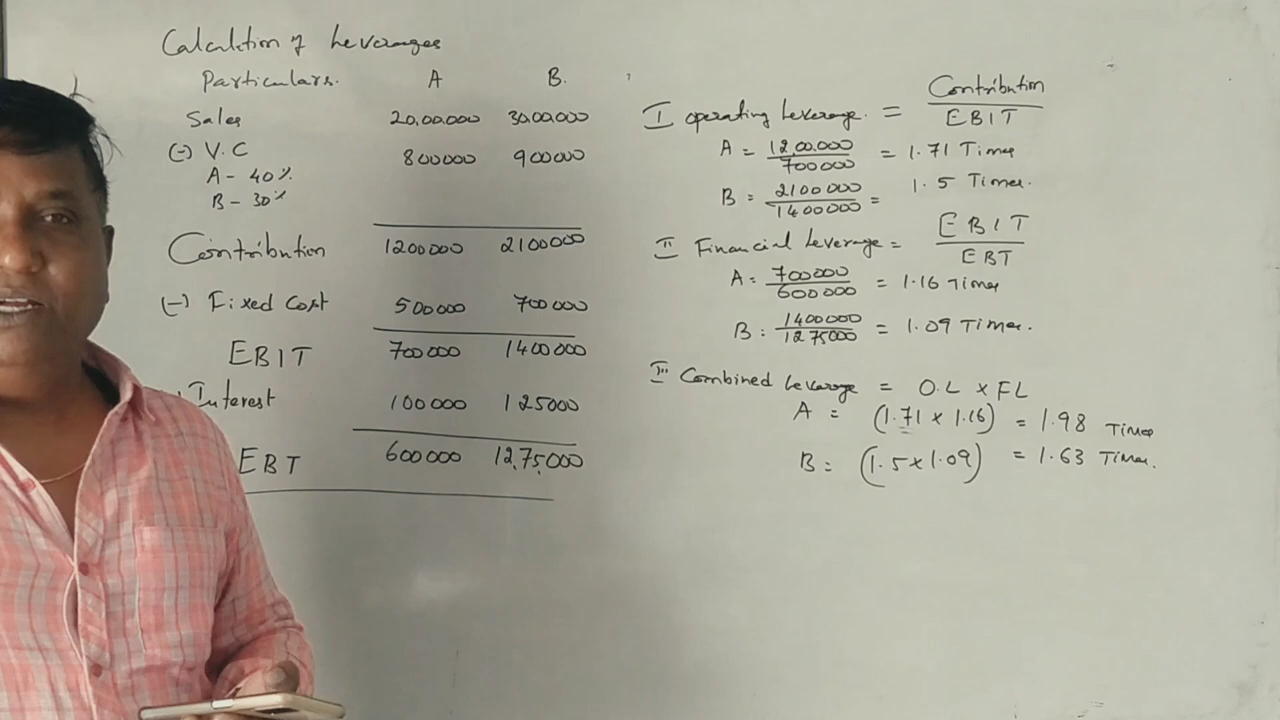 Calculation of Leverages
Particulars. A B.
Sales 20,00,000 3000000
(-) V.C 800000 900000
A - 40%
B - 30%
Contribution 1200000 2100000
(-) Fixed Cost 500000 700000
EBIT 700000 1400000
Interest 100000 125000
EBT 600000 12,75,000
I operating Leverage. = Contribution / EBIT
A = 12,00,000 / 700000 = 1.71 Times
B = 2100000 / 1400000 = 1.5 Times.
II Financial Leverage = EBIT / EBT
A = 700000 / 600000 = 1.16 Times
B : 1400000 / 1275000 = 1.09 Times.
III Combined Leverage = O.L x FL
A = (1.71 x 1.16) = 1.98 Times
B = (1.5 x 1.09) = 1.63 Times.